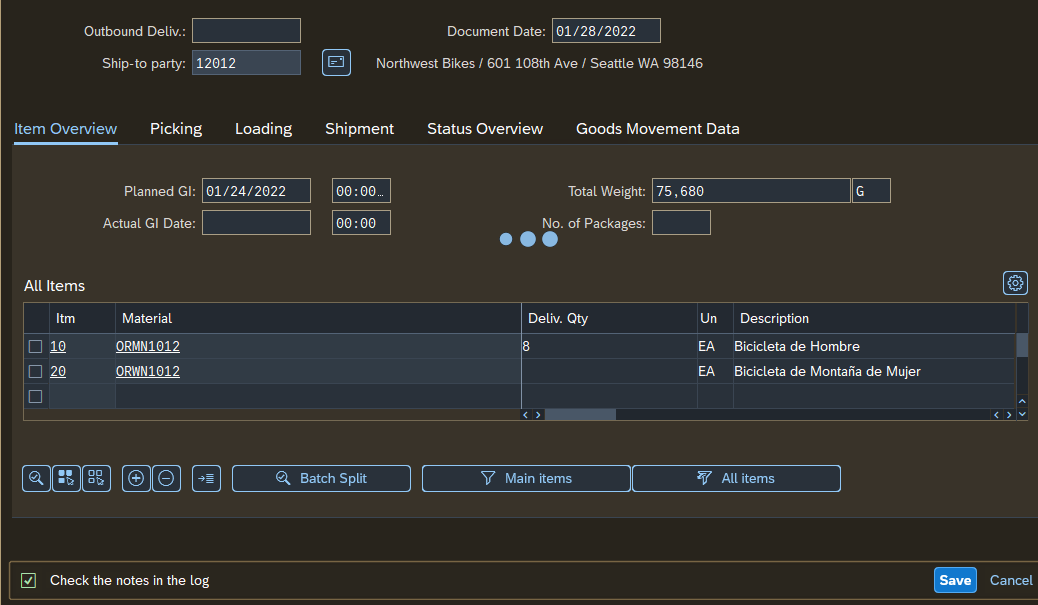 Outbound Deliv.: Document Date: 01/28/2022
Ship-to party: 12012 Northwest Bikes / 601 108th Ave / Seattle WA 98146
Item Overview Picking Loading Shipment Status Overview Goods Movement Data
Planned GI: 01/24/2022 00:00… Total Weight: 75,680 G
Actual GI Date: 00:00 No. of Packages:
All Items
Itm Material Deliv. Qty Un Description
10 ORMN1012 8 EA Bicicleta de Hombre
20 ORWN1012 EA Bicicleta de Montaña de Mujer
Batch Split Main items All items
Check the notes in the log Save Cancel